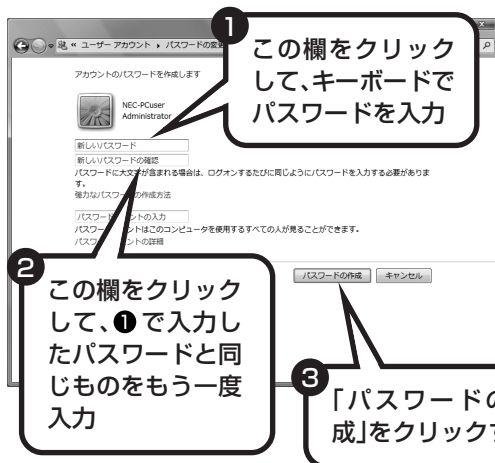 ❶
この欄をクリック
して、キーボードで
パスワードを入力
« ユーザー アカウント ▸ パスワードの変更
アカウントのパスワードを作成します
NEC-PCuser
Administrator
新しいパスワード
新しいパスワードの確認
パスワードに大文字が含まれる場合は、ログオンするたびに同じようにパスワードを入力する必要がありま
す。
強力なパスワードの作成方法
パスワード ントの入力
パスワー ントはこのコンピュータを使用するすべての人が見ることができます。
パスワ ントの詳細
パスワードの作成
キャンセル
❷
この欄をクリック
して、❶で入力し
たパスワードと同
じものをもう一度
入力
❸
「パスワードの
成」をクリックす